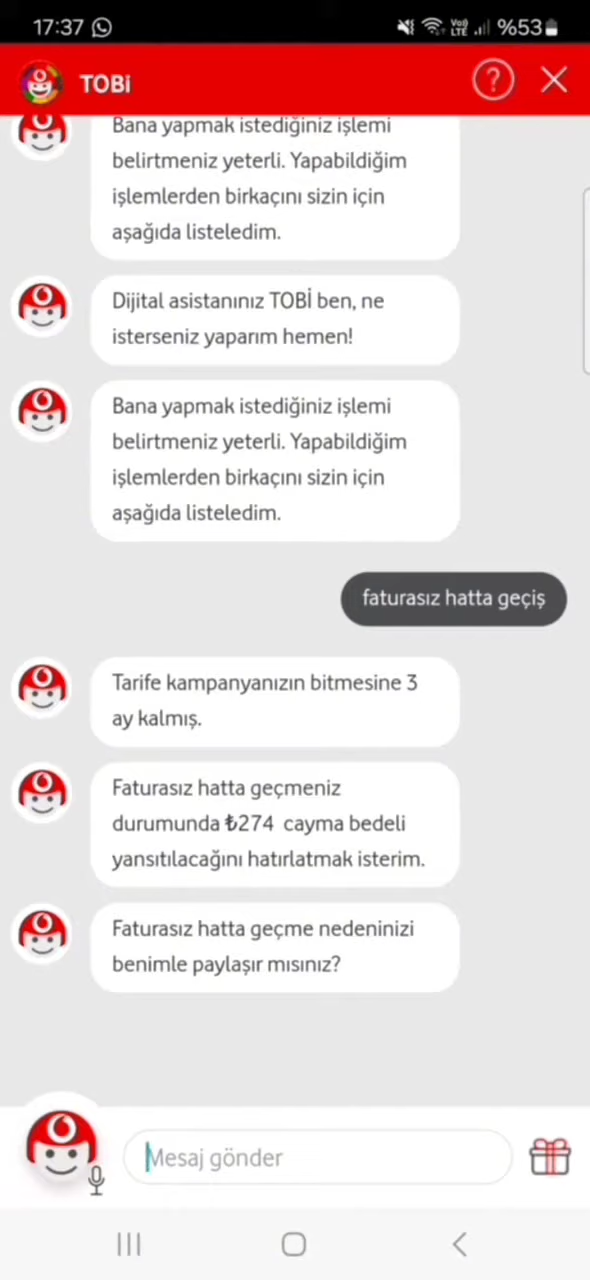 17:37
Vo))
LTE
%53
TOBi
?
Bana yapmak istediğiniz işlemi
belirtmeniz yeterli. Yapabildiğim
işlemlerden birkaçını sizin için
aşağıda listeledim.
Dijital asistanınız TOBİ ben, ne
isterseniz yaparım hemen!
Bana yapmak istediğiniz işlemi
belirtmeniz yeterli. Yapabildiğim
işlemlerden birkaçını sizin için
aşağıda listeledim.
faturasız hatta geçiş
Tarife kampanyanızın bitmesine 3
ay kalmış.
Faturasız hatta geçmeniz
durumunda ₺274 cayma bedeli
yansıtılacağını hatırlatmak isterim.
Faturasız hatta geçme nedeninizi
benimle paylaşır mısınız?
Mesaj gönder